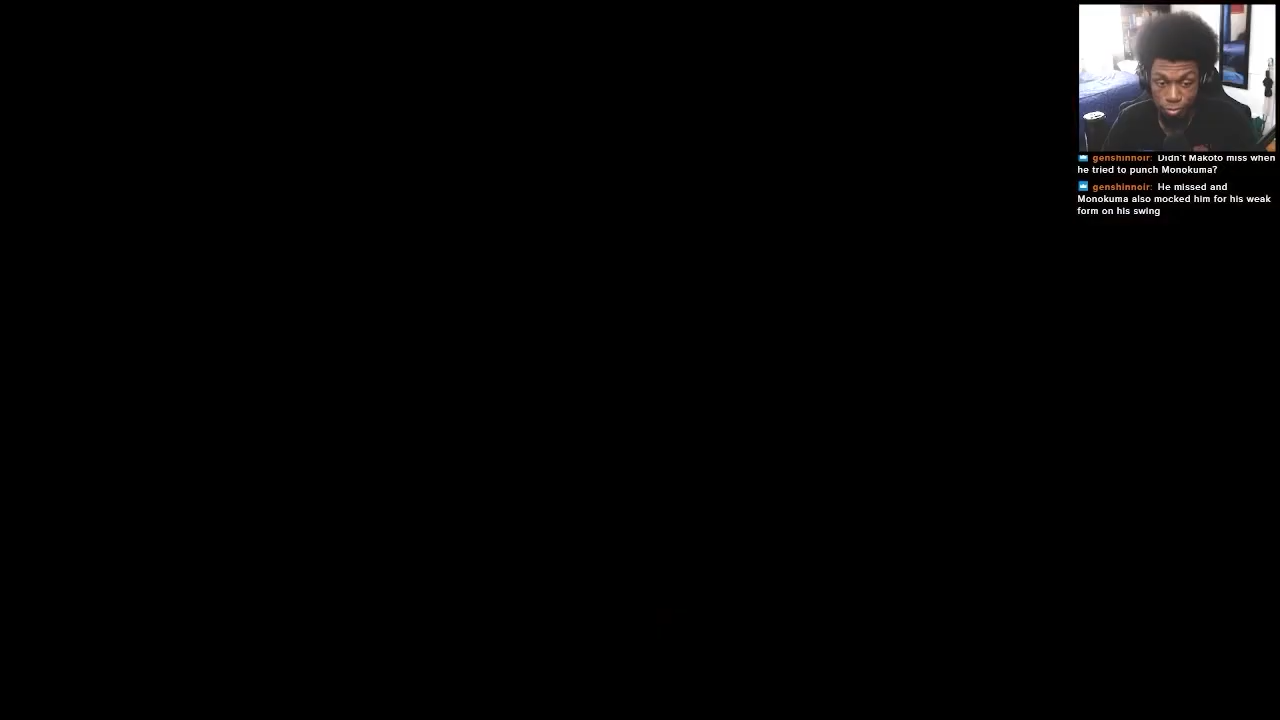 genshinnoir: Didn't Makoto miss when
he tried to punch Monokuma?
genshinnoir: He missed and
Monokuma also mocked him for his weak
form on his swing